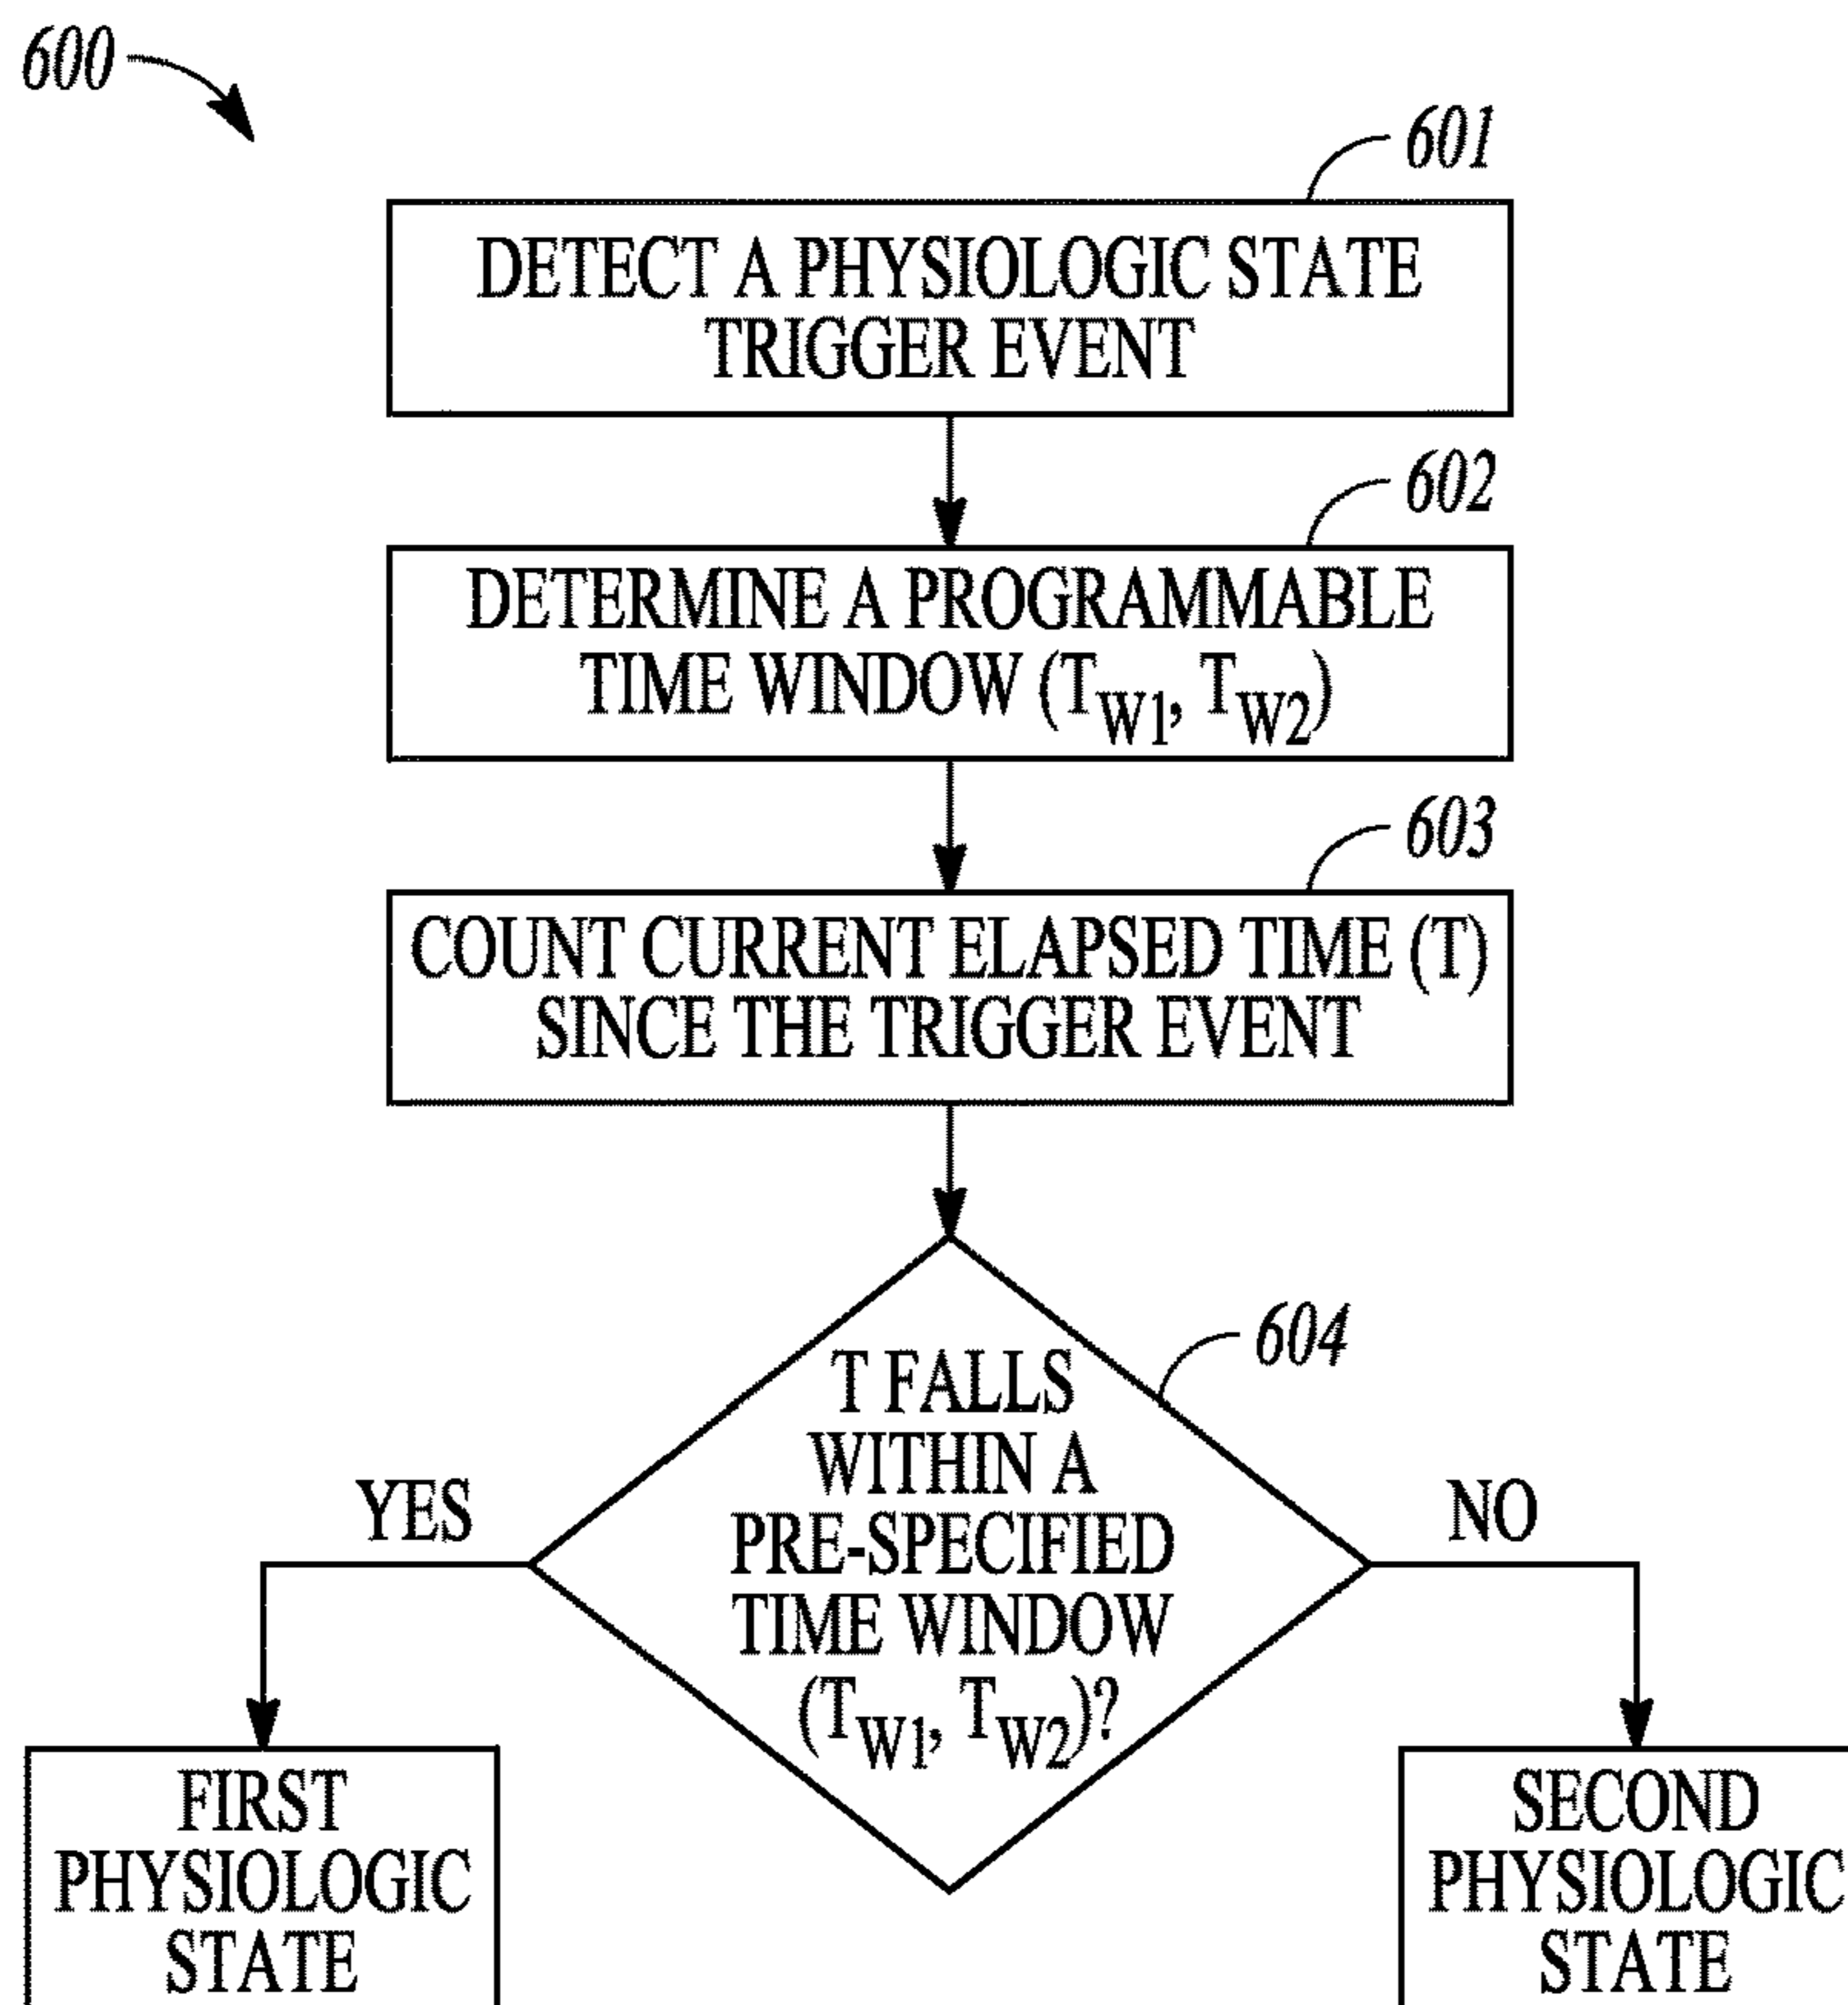 600
601
DETECT A PHYSIOLOGIC STATE
TRIGGER EVENT
602
DETERMINE A PROGRAMMABLE
TIME WINDOW (TW1, TW2)
603
COUNT CURRENT ELAPSED TIME (T)
SINCE THE TRIGGER EVENT
604
T FALLS
WITHIN A
PRE-SPECIFIED
TIME WINDOW
(TW1, TW2)?
YES
NO
FIRST
PHYSIOLOGIC
STATE
SECOND
PHYSIOLOGIC
STATE